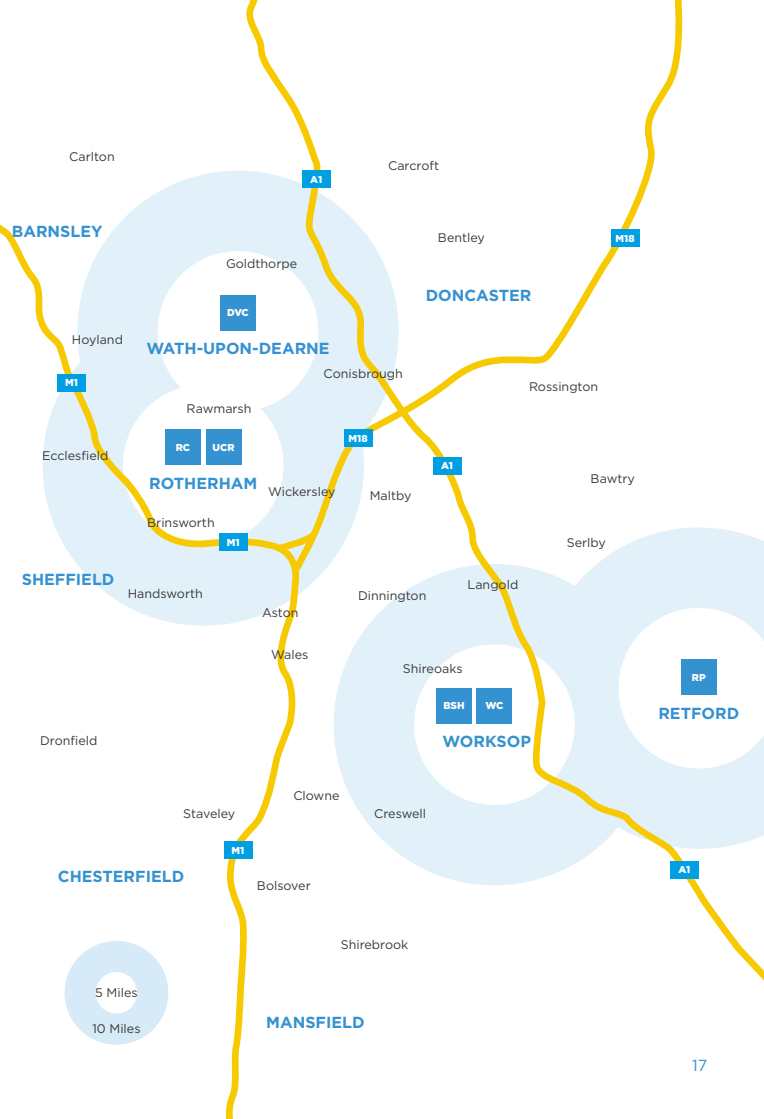 Carlton
Carcroft
A1
BARNSLEY
Bentley
M18
Goldthorpe
DONCASTER
DVC
Hoyland
WATH-UPON-DEARNE
Conisbrough
M1
Rossington
Rawmarsh
M18
RC UCR
Ecclesfield
A1
ROTHERHAM
Wickersley
Maltby
Bawtry
Brinsworth
M1
Serlby
SHEFFIELD
Handsworth
Dinnington
Langold
Aston
Wales
Shireoaks
RP
BSH WC
RETFORD
Dronfield
WORKSOP
Clowne
Staveley
Creswell
M1
A1
CHESTERFIELD
Bolsover
Shirebrook
5 Miles
10 Miles
MANSFIELD
17